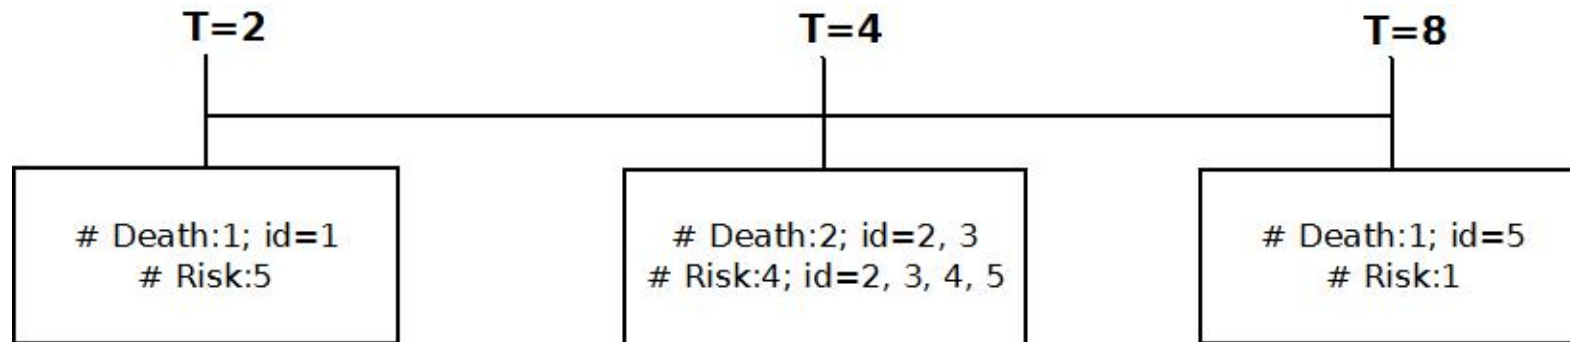 T=2
T=4
T=8
# Death:1; id=1
# Risk:5
# Death:2; id=2, 3
# Risk:4; id=2, 3, 4, 5
# Death:1; id=5
# Risk:1